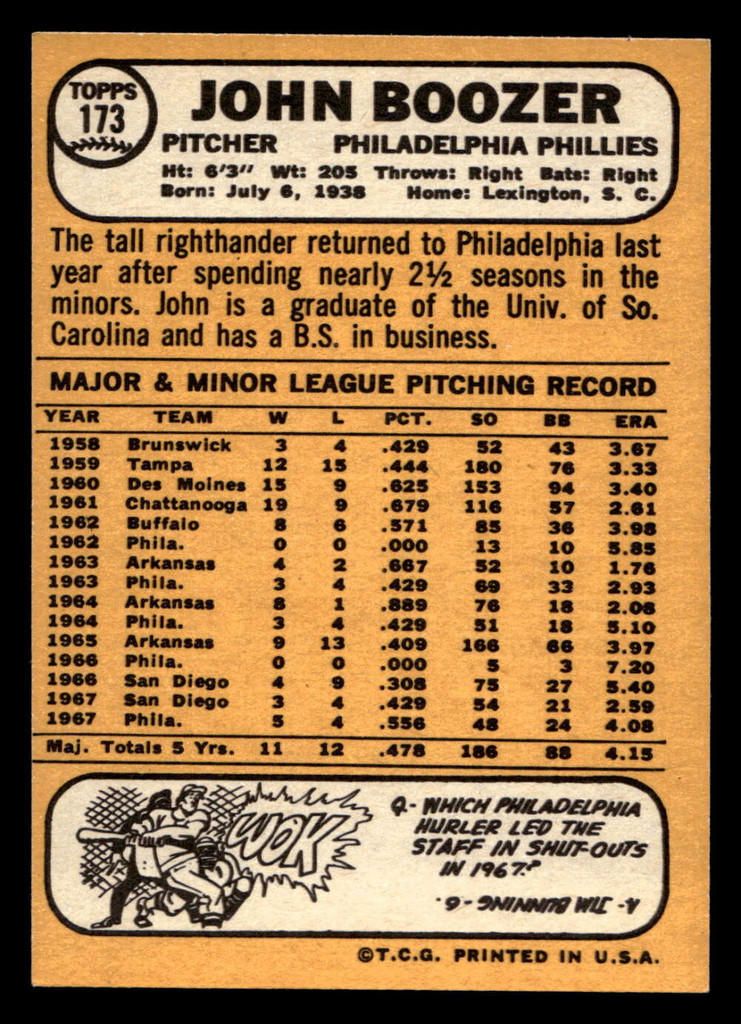 TOPPS
173
JOHN BOOZER
PITCHER PHILADELPHIA PHILLIES
Ht: 6'3" Wt: 205 Throws: Right Bats: Right
Born: July 6, 1938 Home: Lexington, S. C.
The tall righthander returned to Philadelphia last
year after spending nearly 2½ seasons in the
minors. John is a graduate of the Univ. of So.
Carolina and has a B.S. in business.
MAJOR & MINOR LEAGUE PITCHING RECORD
YEAR TEAM W L PCT. SO BB ERA
1958 Brunswick 3 4 .429 52 43 3.67
1959 Tampa 12 15 .444 180 76 3.33
1960 Des Moines 15 9 .625 153 94 3.40
1961 Chattanooga 19 9 .679 116 57 2.61
1962 Buffalo 8 6 .571 85 36 3.98
1962 Phila. 0 0 .000 13 10 5.85
1963 Arkansas 4 2 .667 52 10 1.76
1963 Phila. 3 4 .429 69 33 2.93
1964 Arkansas 8 1 .889 76 18 2.08
1964 Phila. 3 4 .429 51 18 5.10
1965 Arkansas 9 13 .409 166 66 3.97
1966 Phila. 0 0 .000 5 3 7.20
1966 San Diego 4 9 .308 75 27 5.40
1967 San Diego 3 4 .429 54 21 2.59
1967 Phila. 5 4 .556 48 24 4.08
Maj. Totals 5 Yrs. 11 12 .478 186 88 4.15
WOK
Q- WHICH PHILADELPHIA
HURLER LED THE
STAFF IN SHUT-OUTS
IN 1967?
A- JIM BUNNING - 6.
©T.C.G. PRINTED IN U.S.A.